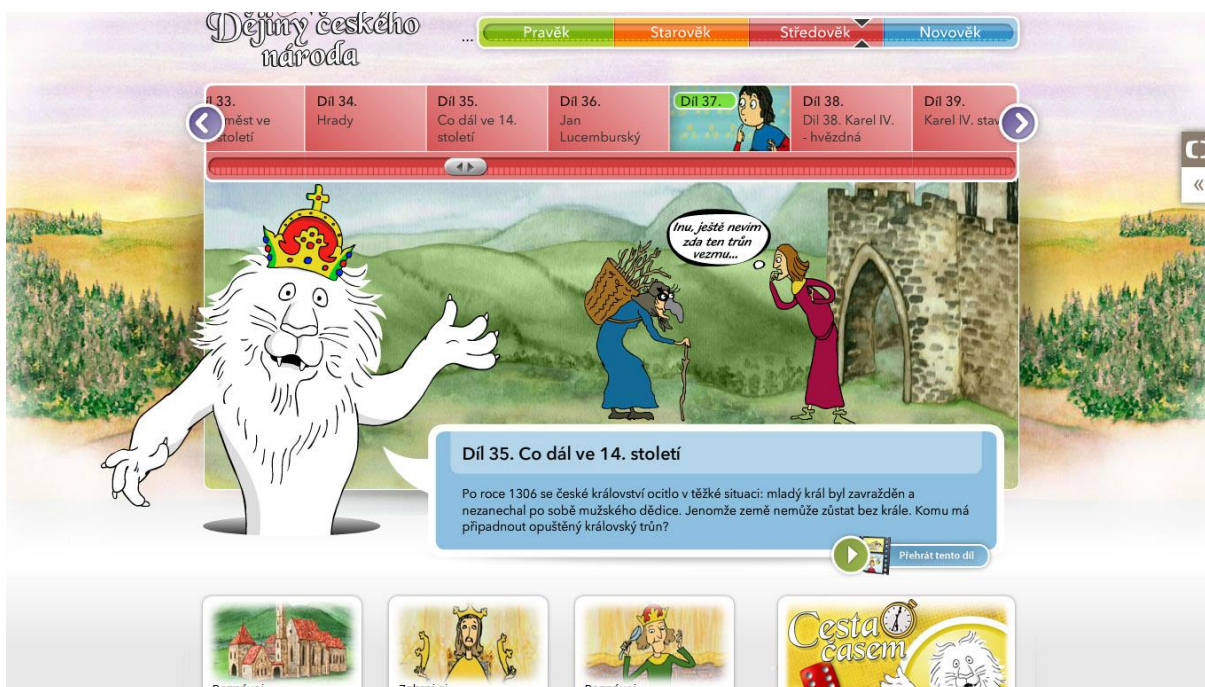 Dějiny českého
národa
...
Pravěk
Starověk
Středověk
Novověk
Díl 33.
měst ve
století
Díl 34.
Hrady
Díl 35.
Co dál ve 14.
století
Díl 36.
Jan
Lucemburský
Díl 37.
Díl 38.
Dil 38. Karel IV.
- hvězdná
Díl 39.
Karel IV. stav
Inu, ještě nevím
zda ten trůn
vezmu...
Díl 35. Co dál ve 14. století
Po roce 1306 se české království ocitlo v těžké situaci: mladý král byl zavražděn a
nezanechal po sobě mužského dědice. Jenomže země nemůže zůstat bez krále. Komu má
připadnout opuštěný královský trůn?
Přehrát tento díl
Cesta
časem